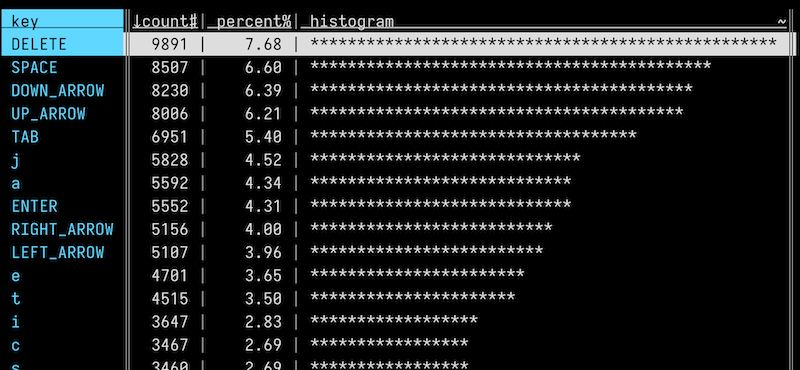 key ↓count# percent% histogram ~
DELETE 9891 | 7.68 | **************************************************
SPACE 8507 | 6.60 | *******************************************
DOWN_ARROW 8230 | 6.39 | *****************************************
UP_ARROW 8006 | 6.21 | ****************************************
TAB 6951 | 5.40 | ***********************************
j 5828 | 4.52 | *****************************
a 5592 | 4.34 | ****************************
ENTER 5552 | 4.31 | ****************************
RIGHT_ARROW 5156 | 4.00 | **************************
LEFT_ARROW 5107 | 3.96 | *************************
e 4701 | 3.65 | ***********************
t 4515 | 3.50 | **********************
i 3647 | 2.83 | ******************
c 3467 | 2.69 | *****************
s 3460 | 2.69 | *****************